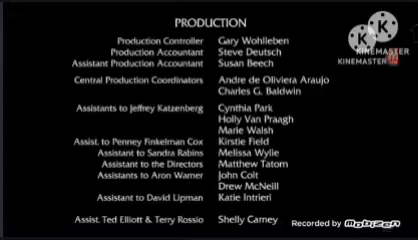 PRODUCTION
Production Controller Gary Wohlleben
Production Accountant Steve Deutsch
Assistant Production Accountant Susan Beech
Central Production Coordinators Andre de Oliviera Araujo
Charles G. Baldwin
Assistants to Jeffrey Katzenberg Cynthia Park
Holly Van Praagh
Marie Walsh
Assist. to Penney Finkelman Cox Kirstie Field
Assistant to Sandra Rabins Melissa Wylie
Assistant to the Directors Matthew Tatom
Assistants to Aron Warner John Colt
Drew McNeill
Assistant to David Lipman Katie Intrieri
Assist. Ted Elliott & Terry Rossio Shelly Carney
K
K
KINEMASTER
KINEMASTER
Recorded by Mobizen